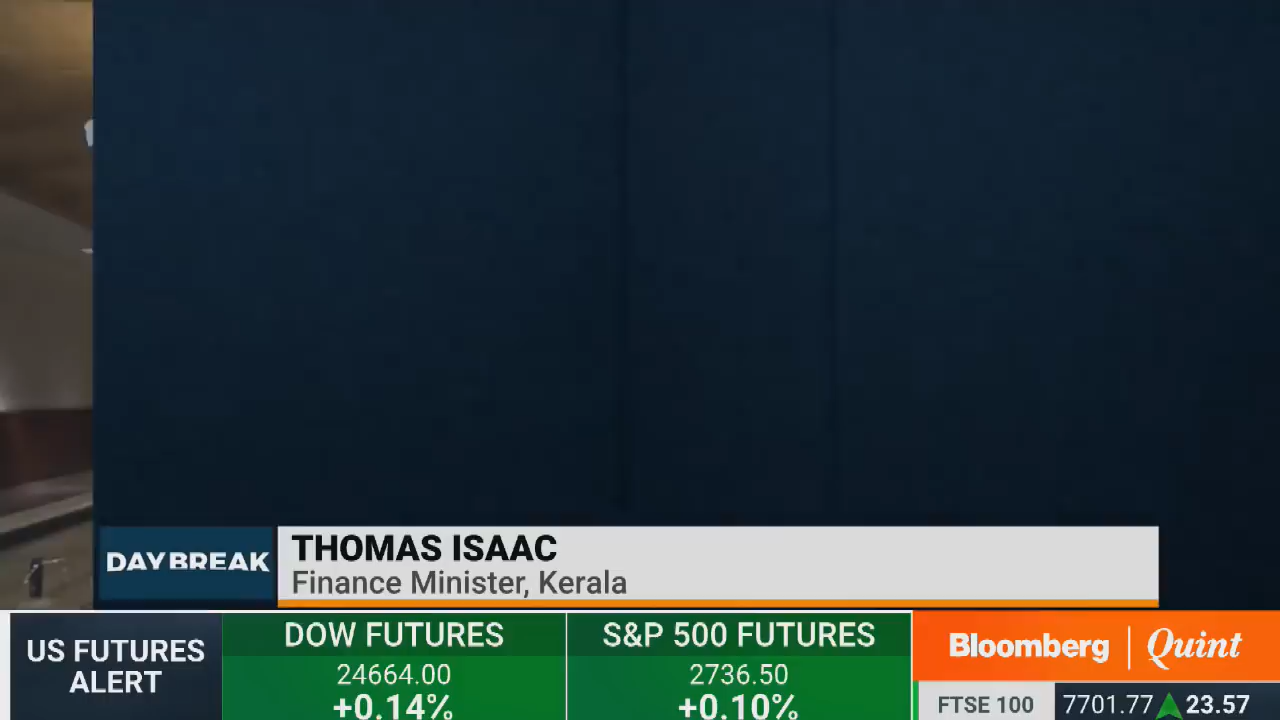 DAYBREAK
THOMAS ISAAC
Finance Minister, Kerala
US FUTURES
ALERT
DOW FUTURES
24664.00
+0.14%
S&P 500 FUTURES
2736.50
+0.10%
Bloomberg | Quint
FTSE 100 7701.77 23.57